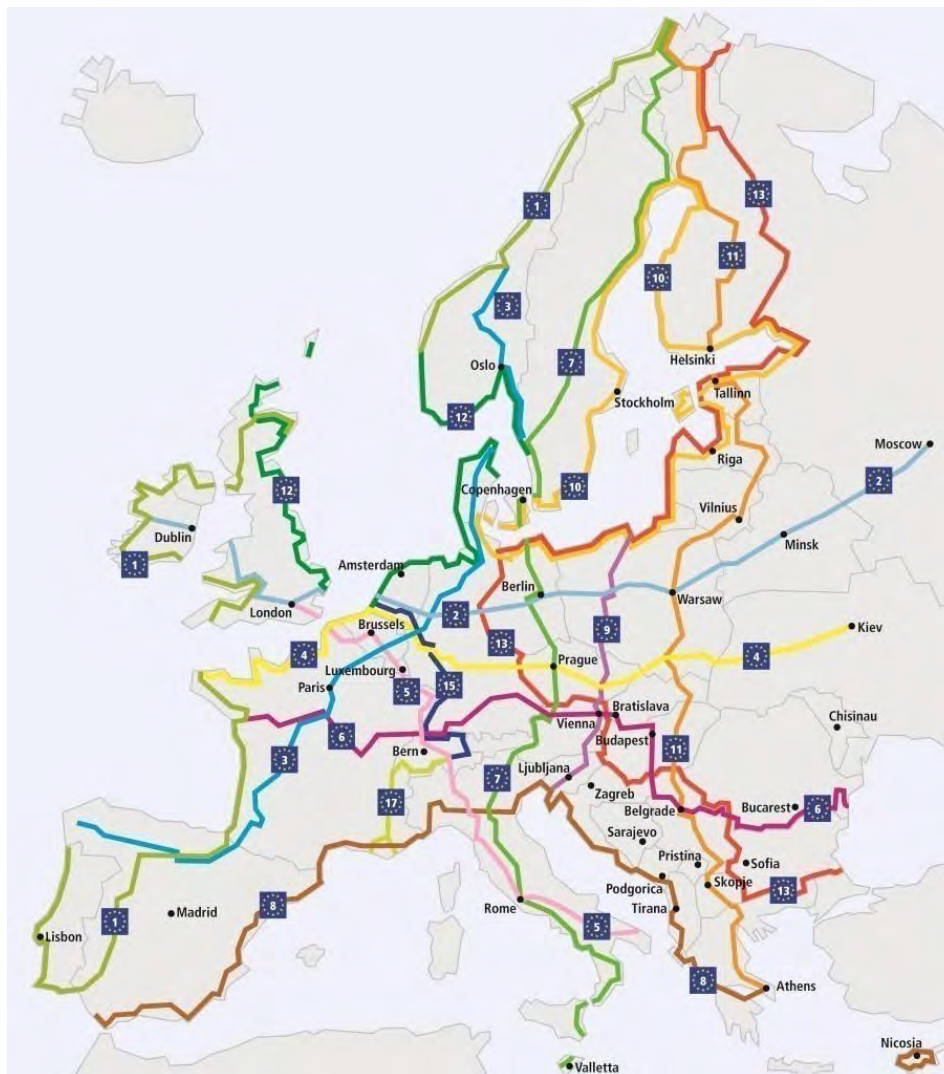 1
13
11
10
3
Oslo
Helsinki
7
Tallinn
Stockholm
12
Moscow
Riga
2
12
10
Copenhagen
Vilnius
Dublin
Minsk
1
Amsterdam
Berlin
Warsaw
London
2
Brussels
9
Kiev
4
13
4
Prague
Luxembourg
15
5
Paris
Bratislava
Vienna
Chisinau
6
Budapest
Bern
11
3
Ljubljana
7
17
Zagreb
Bucarest
6
Belgrade
Sarajevo
Pristina
Sofia
Skopje
13
Podgorica
Madrid
8
Rome
Tirana
1
5
Lisbon
8
Athens
Nicosia
Valletta